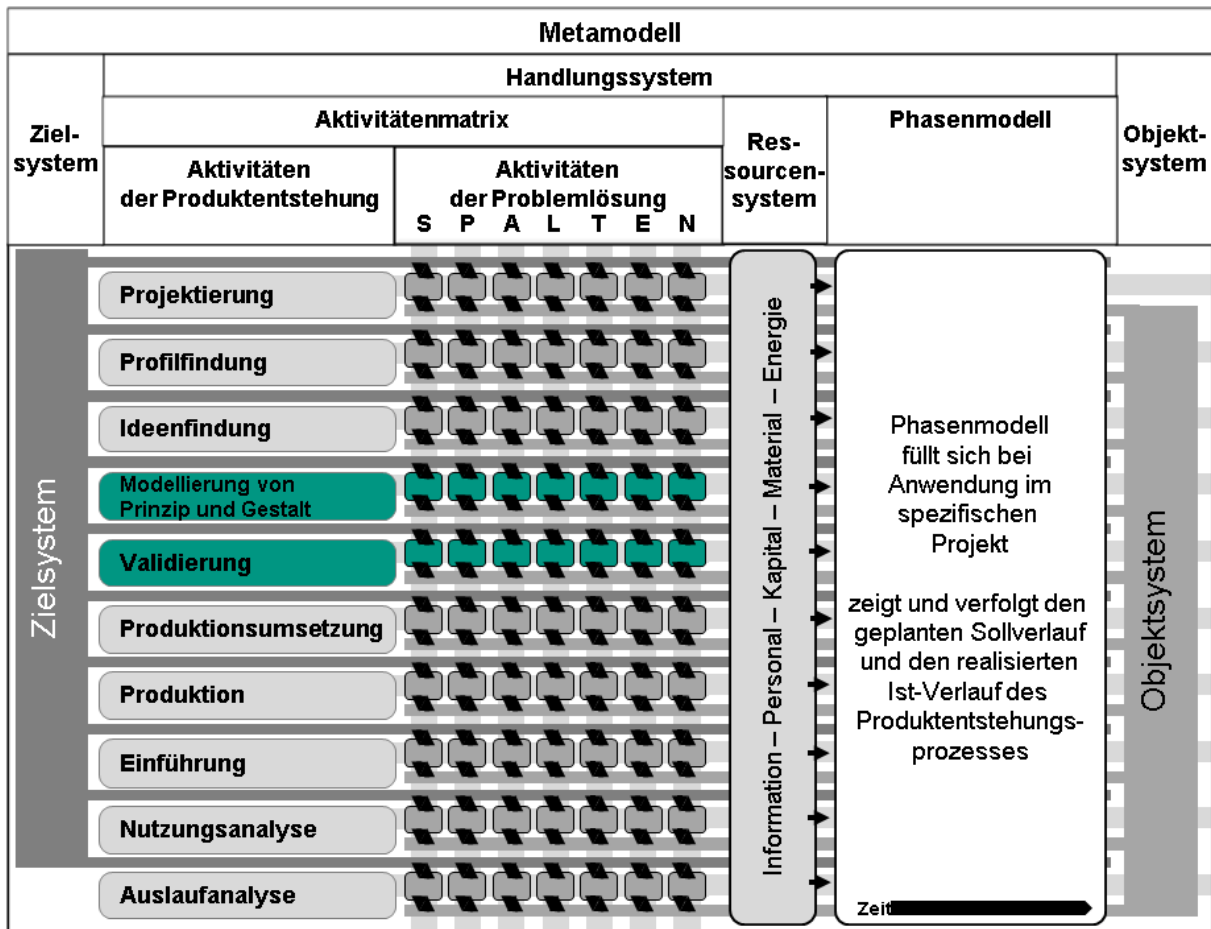 Metamodell
Handlungssystem
Ziel-
system
Aktivitätenmatrix
Res-
sourcen-
system
Phasenmodell
Objekt-
system
Aktivitäten
der Produktentstehung
Aktivitäten
der Problemlösung
S P A L T E N
Zielsystem
Projektierung
Profilfindung
Ideenfindung
Modellierung von
Prinzip und Gestalt
Validierung
Produktionsumsetzung
Produktion
Einführung
Nutzungsanalyse
Auslaufanalyse
Information – Personal – Kapital – Material – Energie
Phasenmodell
füllt sich bei
Anwendung im
spezifischen
Projekt
zeigt und verfolgt den
geplanten Sollverlauf
und den realisierten
Ist-Verlauf des
Produktentstehungs-
prozesses
Zeit
Objektsystem